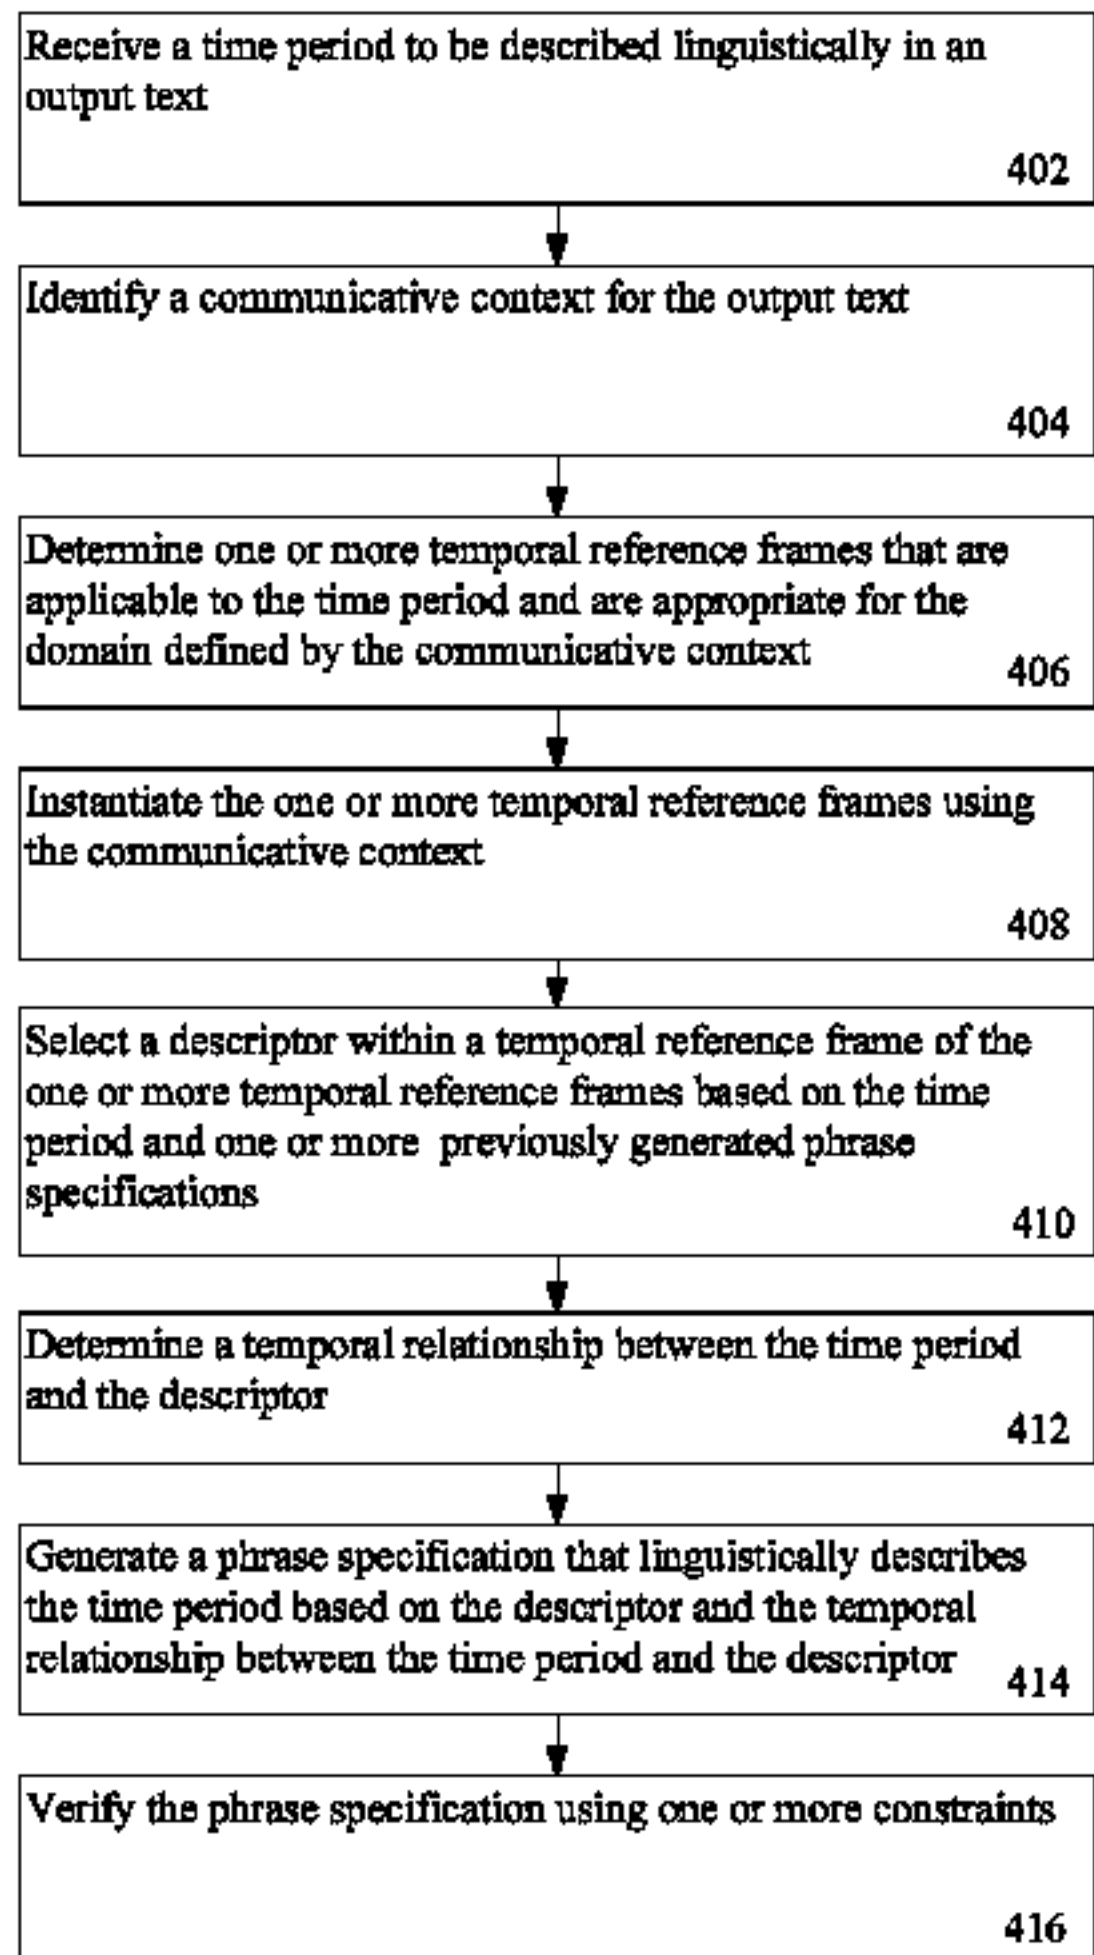 Receive a time period to be described linguistically in an
output text
402
Identify a communicative context for the output text
404
Determine one or more temporal reference frames that are
applicable to the time period and are appropriate for the
domain defined by the communicative context
406
Instantiate the one or more temporal reference frames using
the communicative context
408
Select a descriptor within a temporal reference frame of the
one or more temporal reference frames based on the time
period and one or more previously generated phrase
specifications
410
Determine a temporal relationship between the time period
and the descriptor
412
Generate a phrase specification that linguistically describes
the time period based on the descriptor and the temporal
relationship between the time period and the descriptor
414
Verify the phrase specification using one or more constraints
416